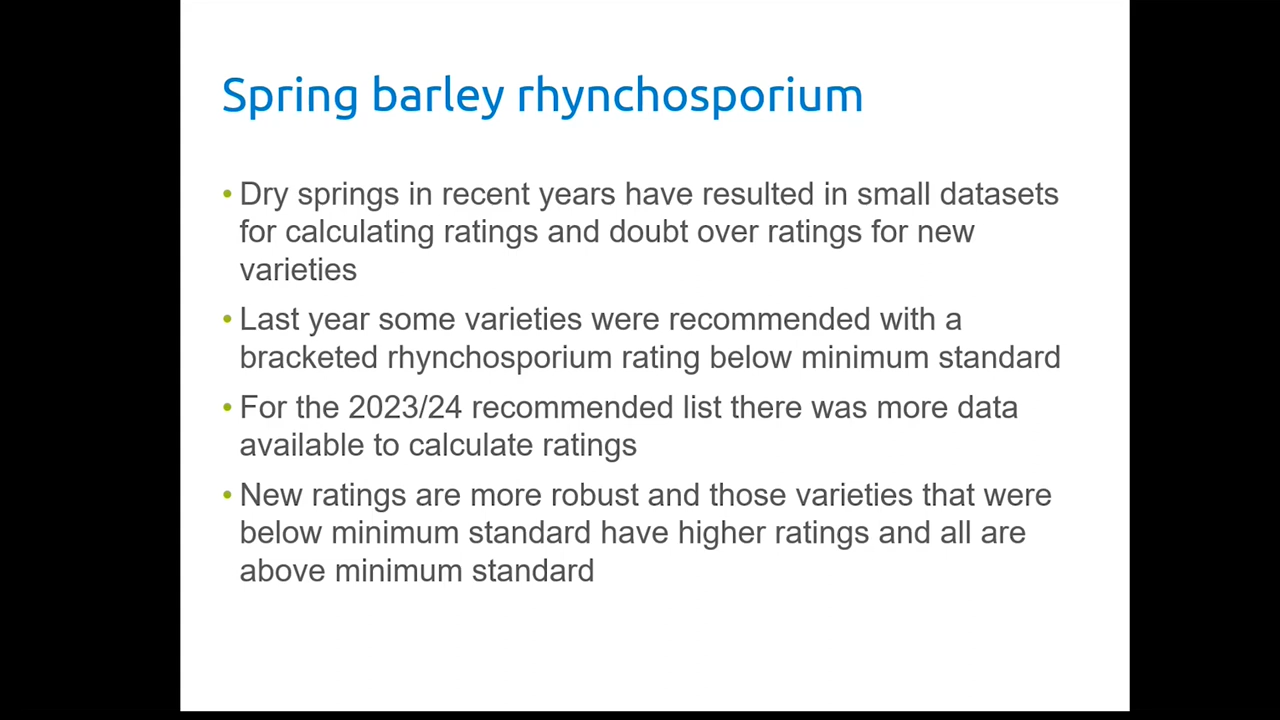 Spring barley rhynchosporium
• Dry springs in recent years have resulted in small datasets
for calculating ratings and doubt over ratings for new
varieties
• Last year some varieties were recommended with a
bracketed rhynchosporium rating below minimum standard
• For the 2023/24 recommended list there was more data
available to calculate ratings
• New ratings are more robust and those varieties that were
below minimum standard have higher ratings and all are
above minimum standard